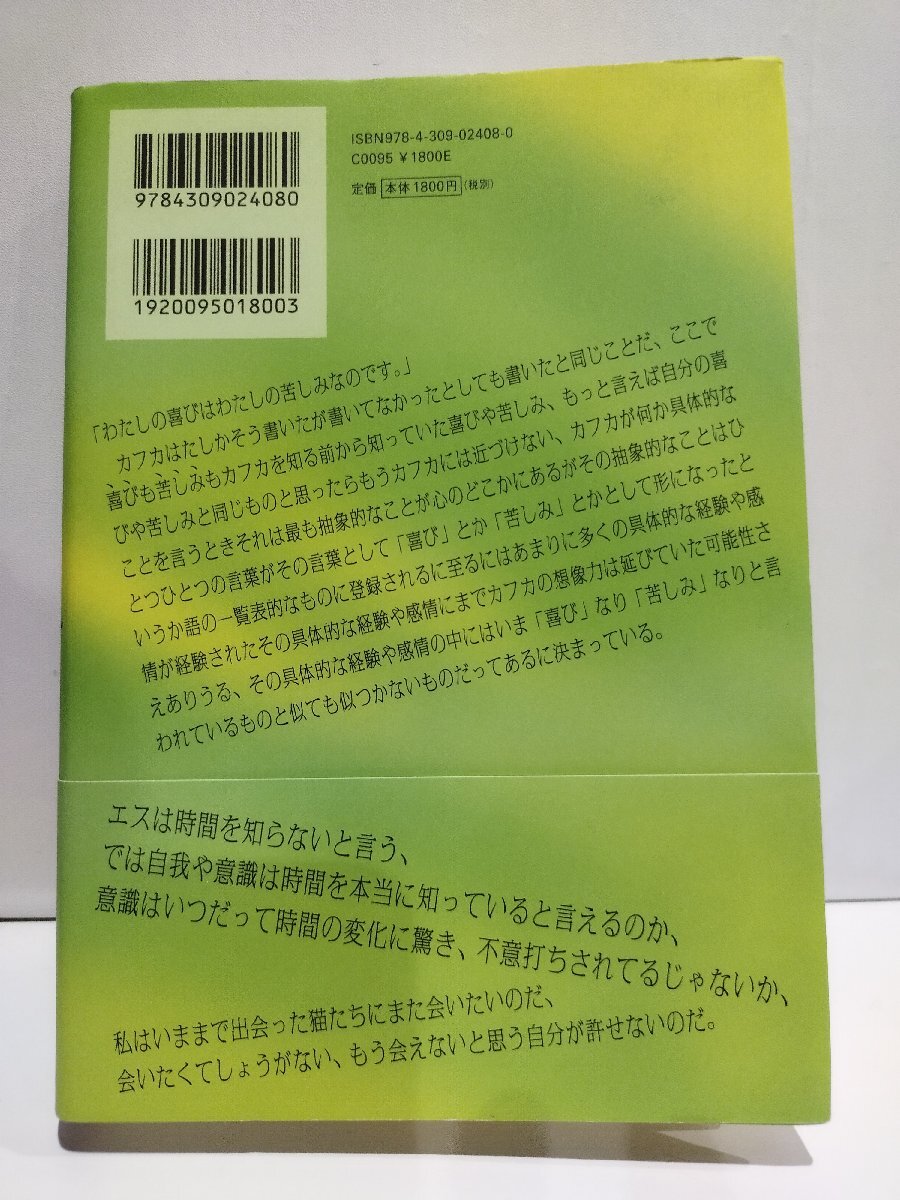 9784309024080
1920095018003
ISBN978-4-309-02408-0
C0095 ¥1800E
定価 本体1800円(税別)
「わたしの喜びはわたしの苦しみなのです。」
カフカはたしかそう書いたが書いてなかったとしても書いたと同じことだ、ここで
喜びも苦しみもカフカを知る前から知っていた喜びや苦しみ、もっと言えば自分の喜
びや苦しみと同じものと思ったらもうカフカには近づけない、カフカが何か具体的な
ことを言うときそれは最も抽象的なことが心のどこかにあるがその抽象的なことはひ
とつひとつの言葉がその言葉として「喜び」とか「苦しみ」とかとして形になったと
いうか語の一覧表的なものに登録されるに至るにはあまりに多くの具体的な経験や感
情が経験されたその具体的な経験や感情にまでカフカの想像力は延びていた可能性さ
えありうる、その具体的な経験や感情の中にはいま「喜び」なり「苦しみ」なりと言
われているものと似ても似つかないものだってあるに決まっている。
エスは時間を知らないと言う、
では自我や意識は時間を本当に知っていると言えるのか、
意識はいつだって時間の変化に驚き、不意打ちされてるじゃないか、
私はいままで出会った猫たちにまた会いたいのだ、
会いたくてしょうがない、もう会えないと思う自分が許せないのだ。